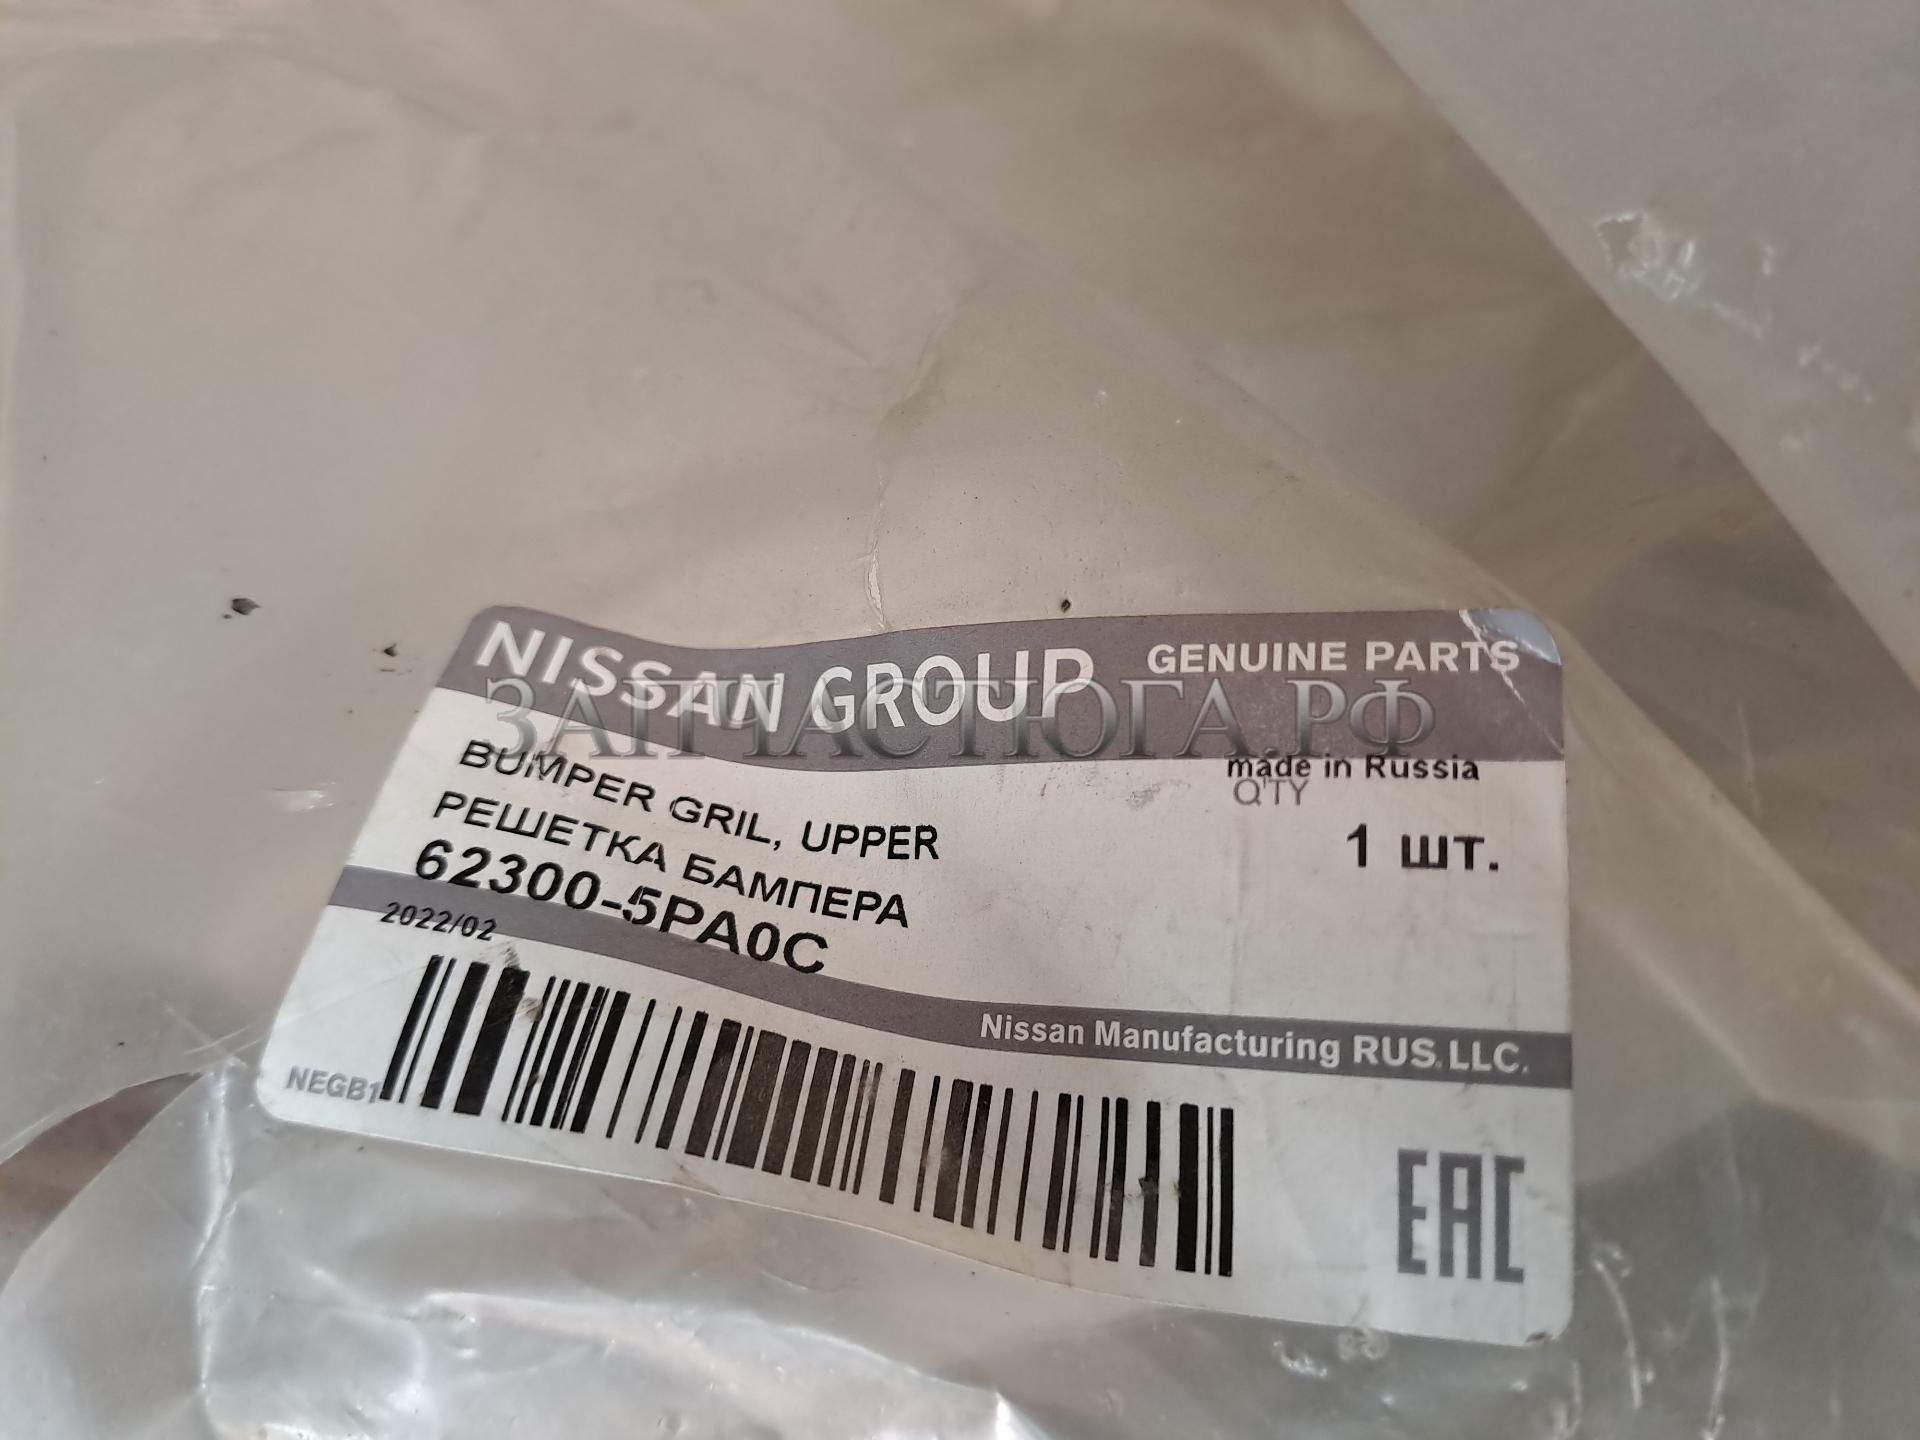 NISSAN GROUP GENUINE PARTS
ЗАПЧАСТЮГА.РФ
BUMPER GRIL, UPPER
made in Russia
Q'TY
РЕШЕТКА БАМПЕРА
1 шт.
62300-5PA0C
2022/02
Nissan Manufacturing RUS.LLC.
NEGB1
EAC